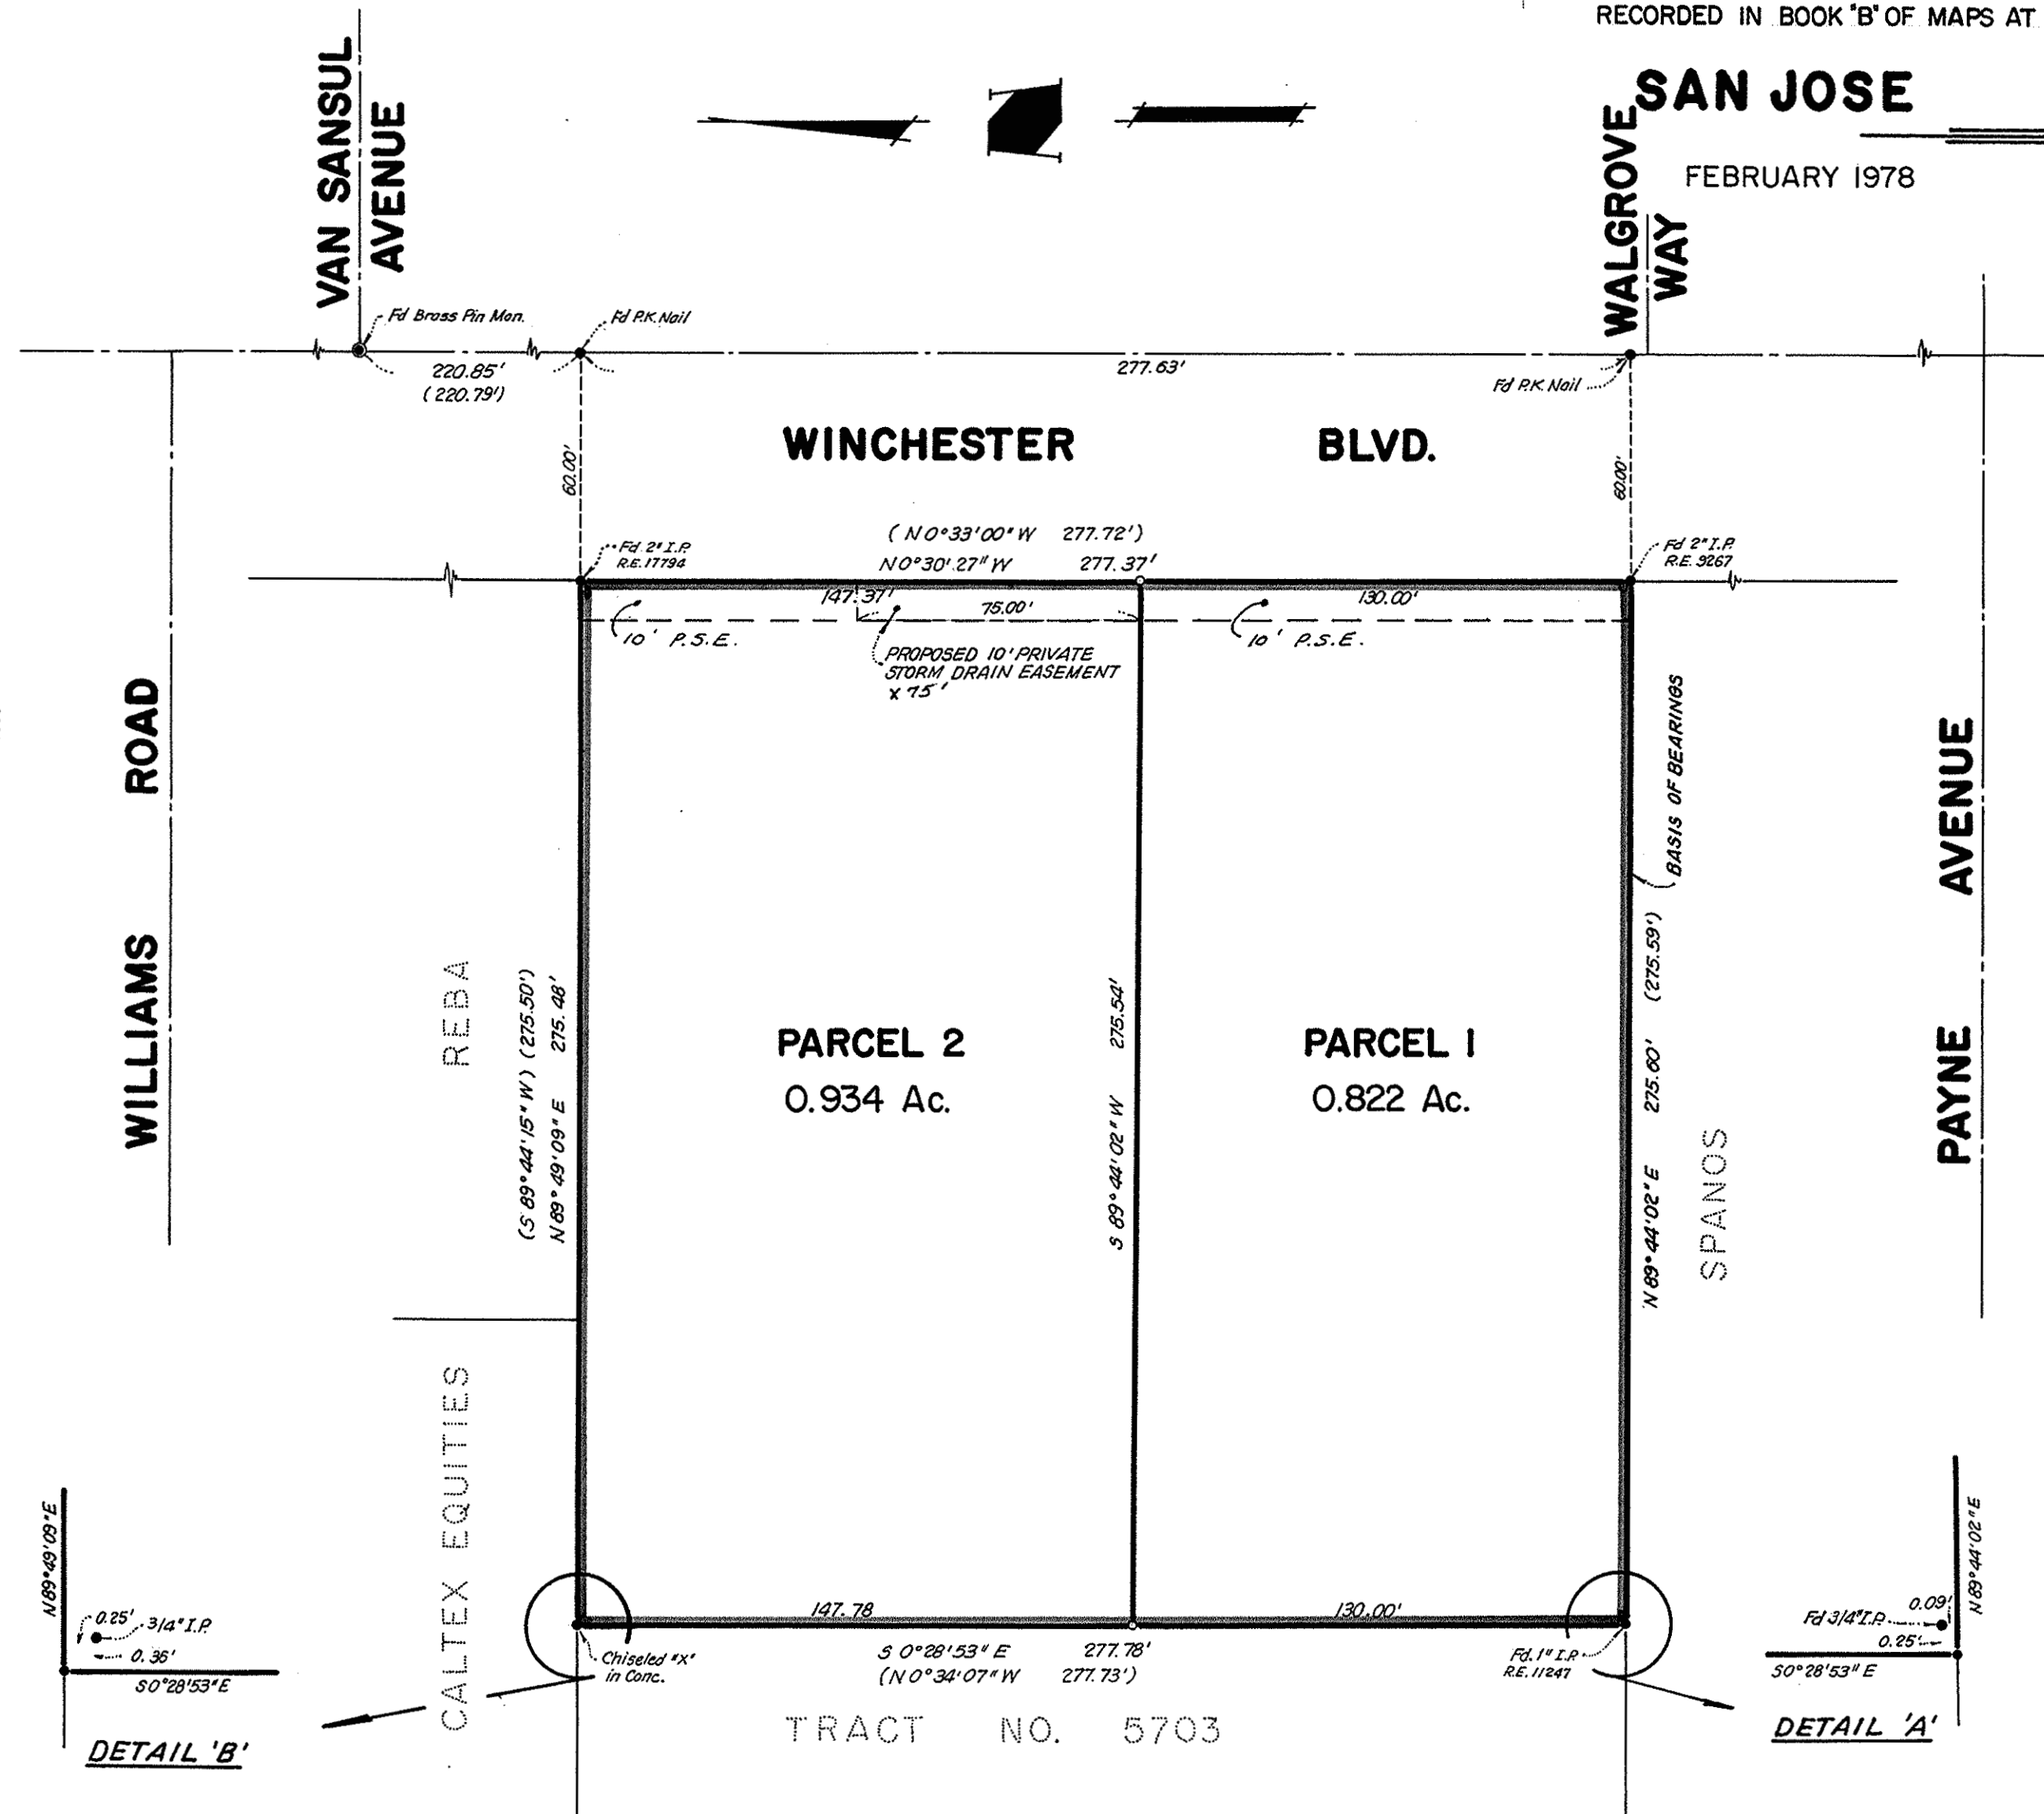 RECORDED IN BOOK "B" OF MAPS AT
SAN JOSE
FEBRUARY 1978
VAN SANSUL
AVENUE
WALGROVE
WAY
Fd Brass Pin Mon.
Fd P.K. Nail
220.85'
(220.79')
277.63'
Fd P.K. Nail
WINCHESTER BLVD.
60.00'
60.00'
(N 0°33'00" W 277.72')
N 0°30'27" W 277.37'
Fd 2" I.P.
R.E. 17794
Fd 2" I.P.
R.E. 9267
147.37'
75.00'
130.00'
10' P.S.E.
10' P.S.E.
PROPOSED 10' PRIVATE
STORM DRAIN EASEMENT
x 75'
WILLIAMS ROAD
REBA
(S 89°44'15" W) (275.50')
N 89°49'09" E 275.48'
PARCEL 2
0.934 Ac.
S 89°44'02" W 275.54'
PARCEL 1
0.822 Ac.
BASIS OF BEARINGS
N 89°44'02" E 275.60' (275.59')
SPANOS
PAYNE AVENUE
CALTEX EQUITIES
147.78
130.00'
S 0°28'53" E 277.78'
(N 0°34'07" W 277.73')
Chiseled "X"
in Conc.
Fd. 1" I.P.
R.E. 11247
TRACT NO. 5703
N 89°49'09" E
0.25'
3/4" I.P.
0.36'
S 0°28'53" E
DETAIL 'B'
N 89°44'02" E
0.09'
Fd 3/4" I.P.
0.25'
S 0°28'53" E
DETAIL 'A'